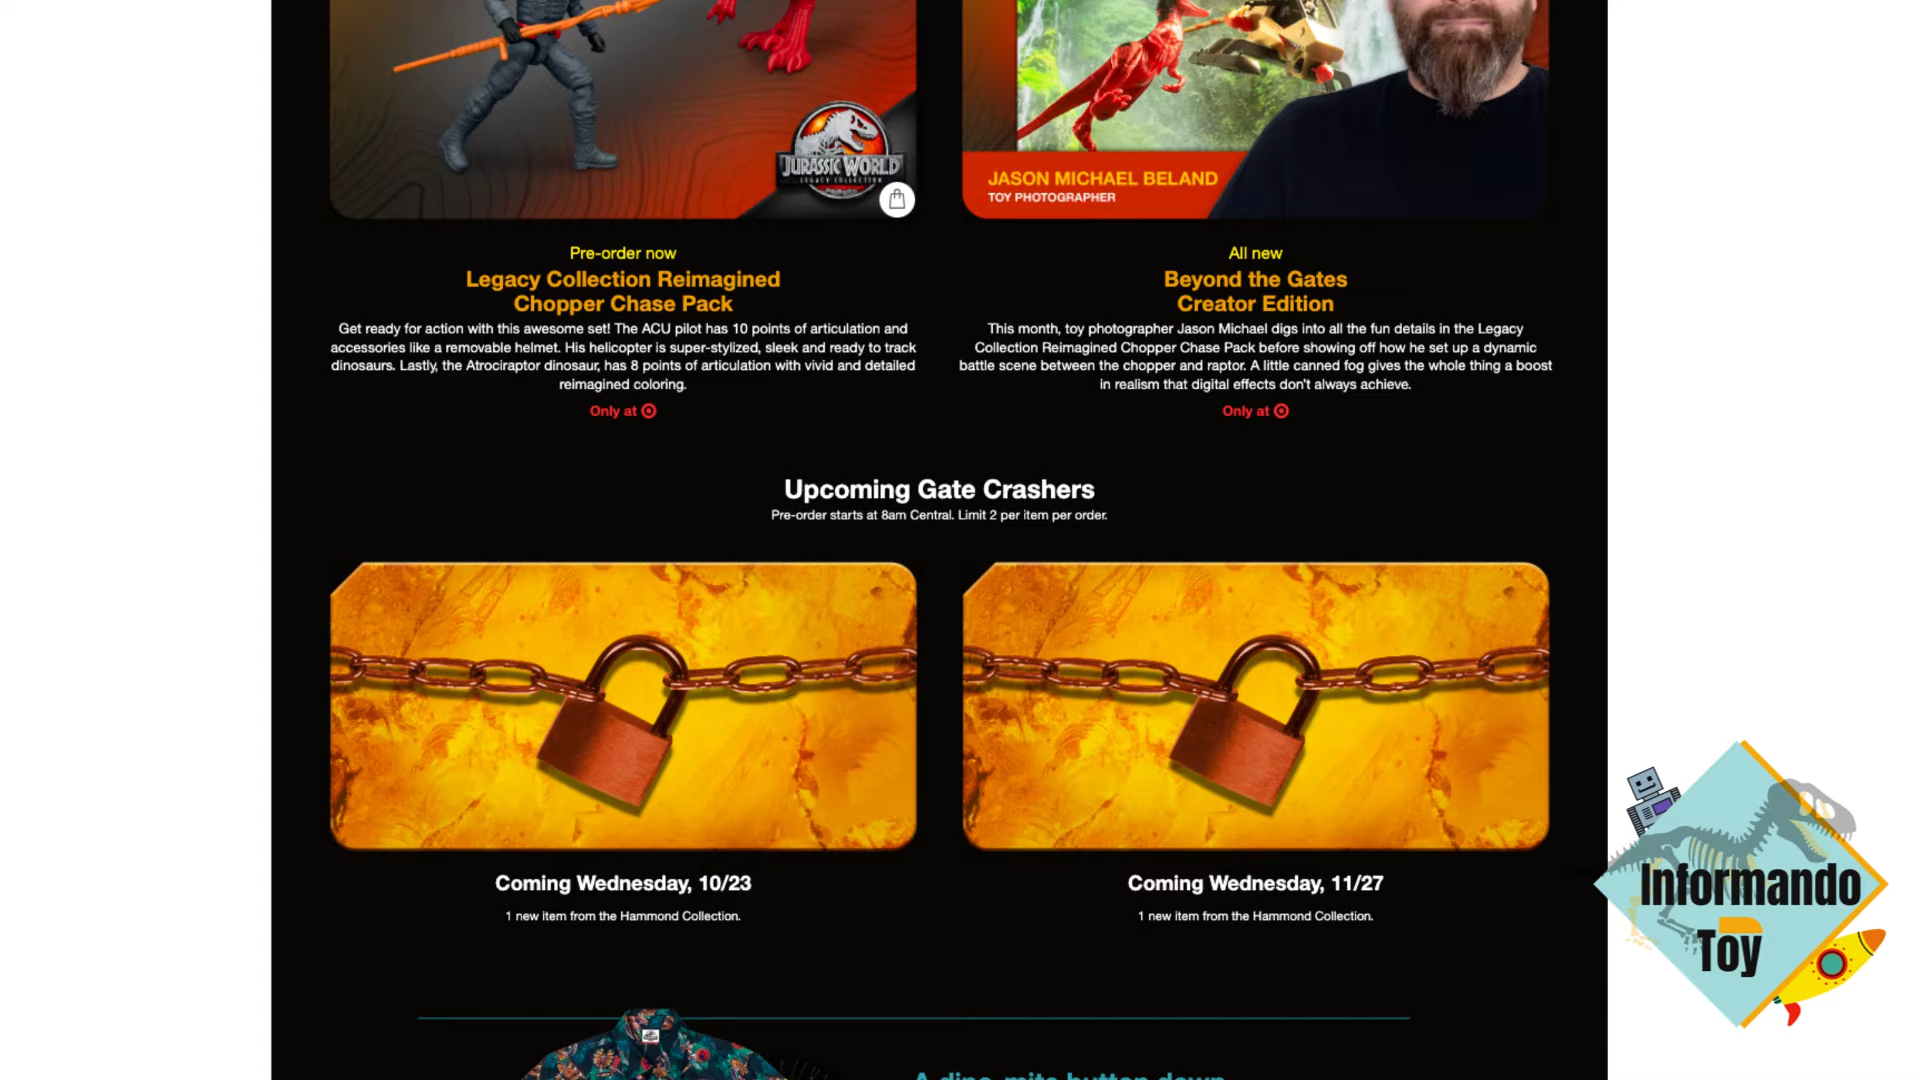 JURASSIC WORLD
LEGACY COLLECTION
JASON MICHAEL BELAND
TOY PHOTOGRAPHER
Pre-order now
Legacy Collection Reimagined
Chopper Chase Pack
Get ready for action with this awesome set! The ACU pilot has 10 points of articulation and
accessories like a removable helmet. His helicopter is super-stylized, sleek and ready to track
dinosaurs. Lastly, the Atrociraptor dinosaur, has 8 points of articulation with vivid and detailed
reimagined coloring.
Only at
All new
Beyond the Gates
Creator Edition
This month, toy photographer Jason Michael digs into all the fun details in the Legacy
Collection Reimagined Chopper Chase Pack before showing off how he set up a dynamic
battle scene between the chopper and raptor. A little canned fog gives the whole thing a boost
in realism that digital effects don't always achieve.
Only at
Upcoming Gate Crashers
Pre-order starts at 8am Central. Limit 2 per item per order.
Coming Wednesday, 10/23
1 new item from the Hammond Collection.
Coming Wednesday, 11/27
1 new item from the Hammond Collection.
Informando
Toy
A dino-mite button down